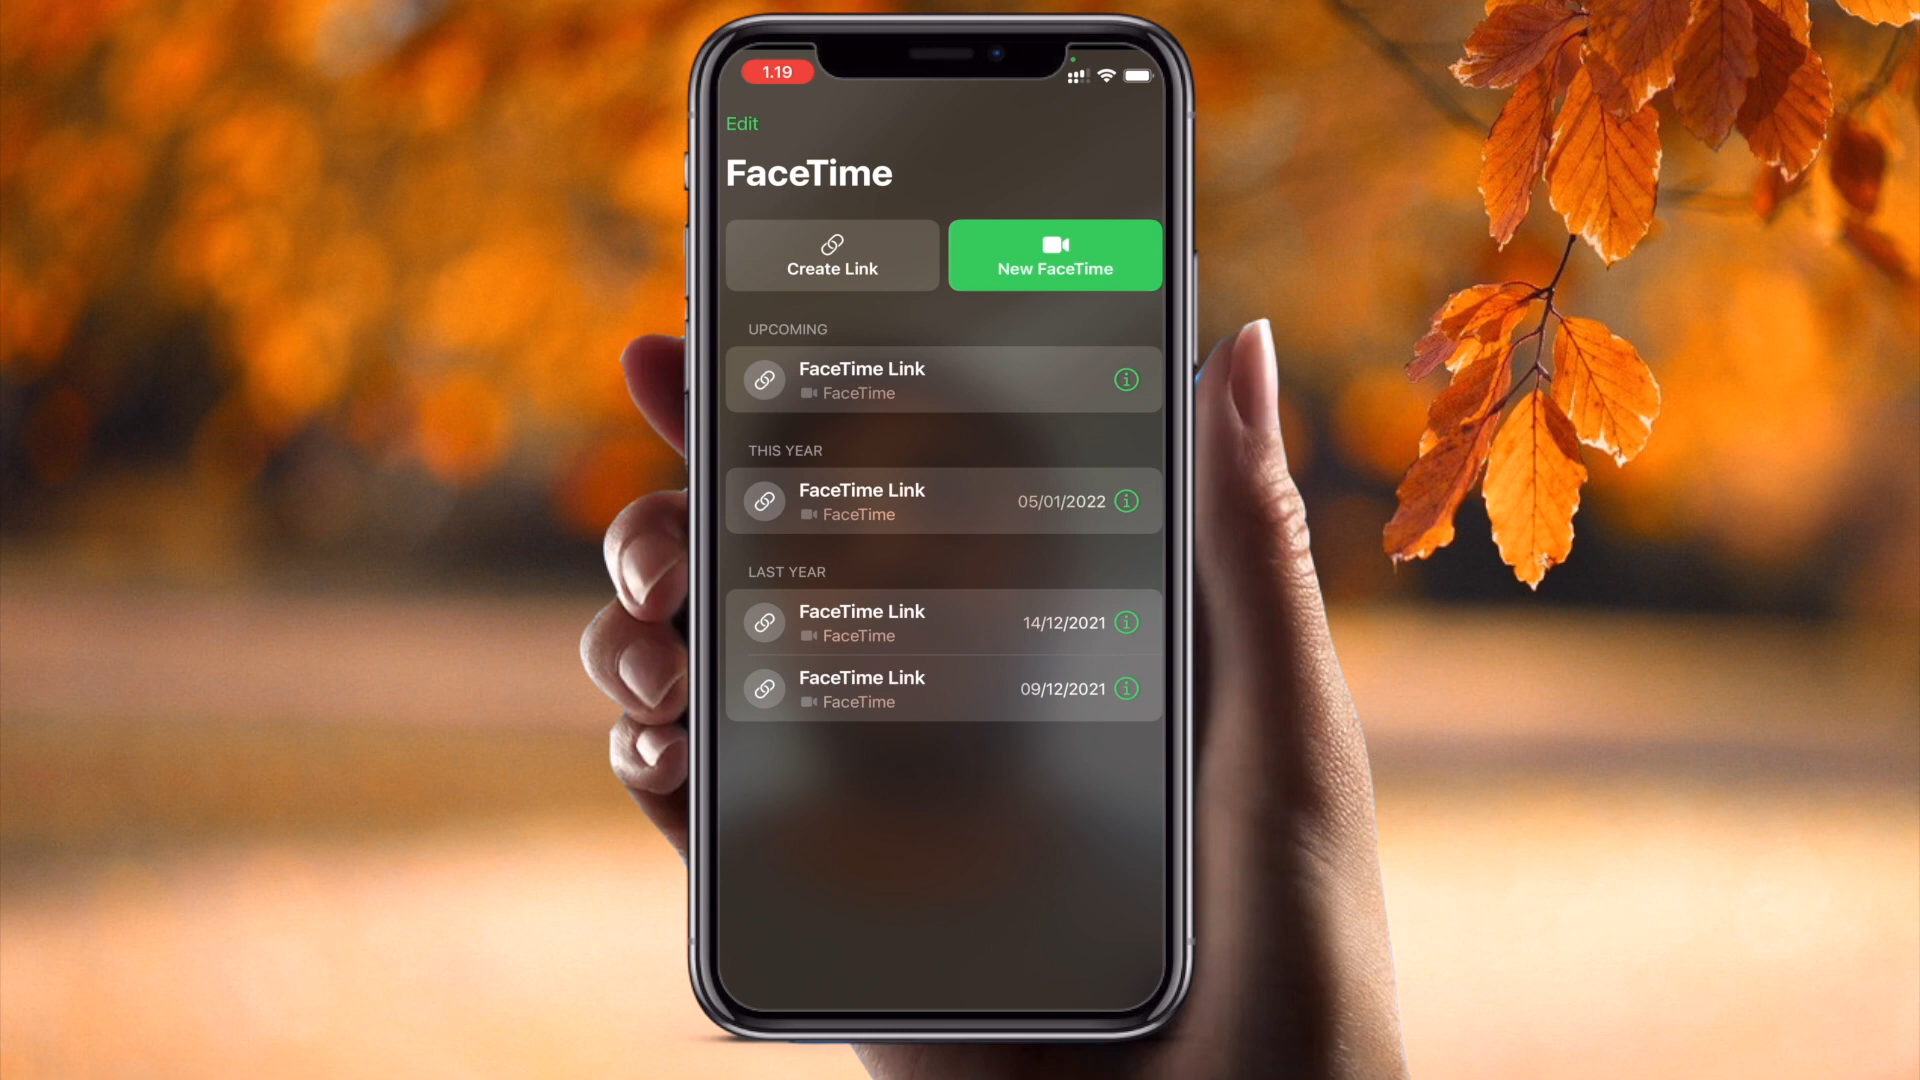 1.19
Edit
FaceTime
Create Link
New FaceTime
UPCOMING
FaceTime Link
FaceTime
THIS YEAR
FaceTime Link
05/01/2022
FaceTime
LAST YEAR
FaceTime Link
14/12/2021
FaceTime
FaceTime Link
09/12/2021
FaceTime